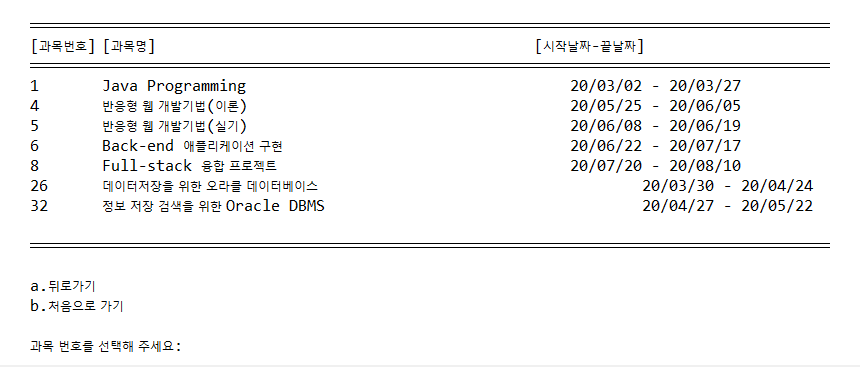 [과목번호] [과목명] [시작날짜-끝날짜]
1 Java Programming 20/03/02 - 20/03/27
4 반응형 웹 개발기법(이론) 20/05/25 - 20/06/05
5 반응형 웹 개발기법(실기) 20/06/08 - 20/06/19
6 Back-end 애플리케이션 구현 20/06/22 - 20/07/17
8 Full-stack 융합 프로젝트 20/07/20 - 20/08/10
26 데이터저장을 위한 오라클 데이터베이스 20/03/30 - 20/04/24
32 정보 저장 검색을 위한 Oracle DBMS 20/04/27 - 20/05/22
a.뒤로가기
b.처음으로 가기
과목 번호를 선택해 주세요: